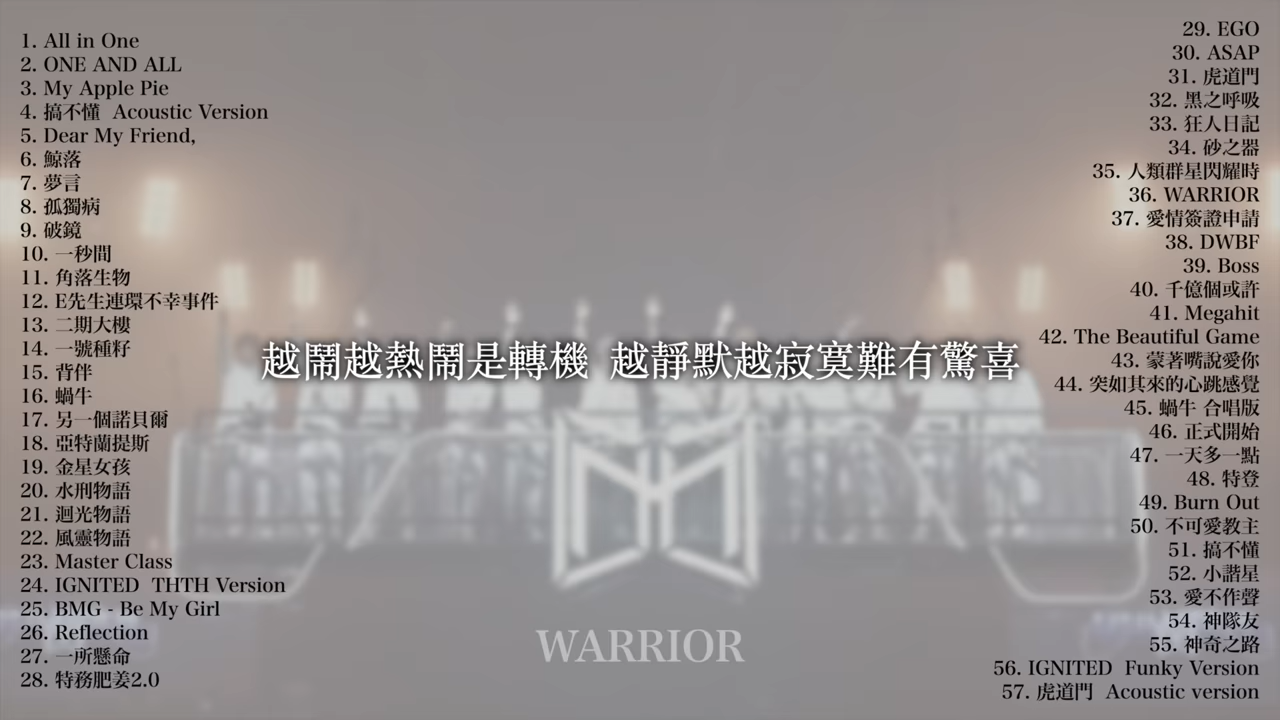 1. All in One
2. ONE AND ALL
3. My Apple Pie
4. 搞不懂 Acoustic Version
5. Dear My Friend,
6. 鯨落
7. 夢言
8. 孤獨病
9. 破鏡
10. 一秒間
11. 角落生物
12. E先生連環不幸事件
13. 二期大樓
14. 一號種籽
15. 背伴
16. 蝸牛
17. 另一個諾貝爾
18. 亞特蘭提斯
19. 金星女孩
20. 水刑物語
21. 迴光物語
22. 風靈物語
23. Master Class
24. IGNITED THTH Version
25. BMG - Be My Girl
26. Reflection
27. 一所懸命
28. 特務肥姜2.0
越鬧越熱鬧是轉機 越靜默越寂寞難有驚喜
WARRIOR
29. EGO
30. ASAP
31. 虎道門
32. 黑之呼吸
33. 狂人日記
34. 砂之器
35. 人類群星閃耀時
36. WARRIOR
37. 愛情簽證申請
38. DWBF
39. Boss
40. 千億個或許
41. Megahit
42. The Beautiful Game
43. 蒙著嘴說愛你
44. 突如其來的心跳感覺
45. 蝸牛 合唱版
46. 正式開始
47. 一天多一點
48. 特登
49. Burn Out
50. 不可愛教主
51. 搞不懂
52. 小諧星
53. 愛不作聲
54. 神隊友
55. 神奇之路
56. IGNITED Funky Version
57. 虎道門 Acoustic version